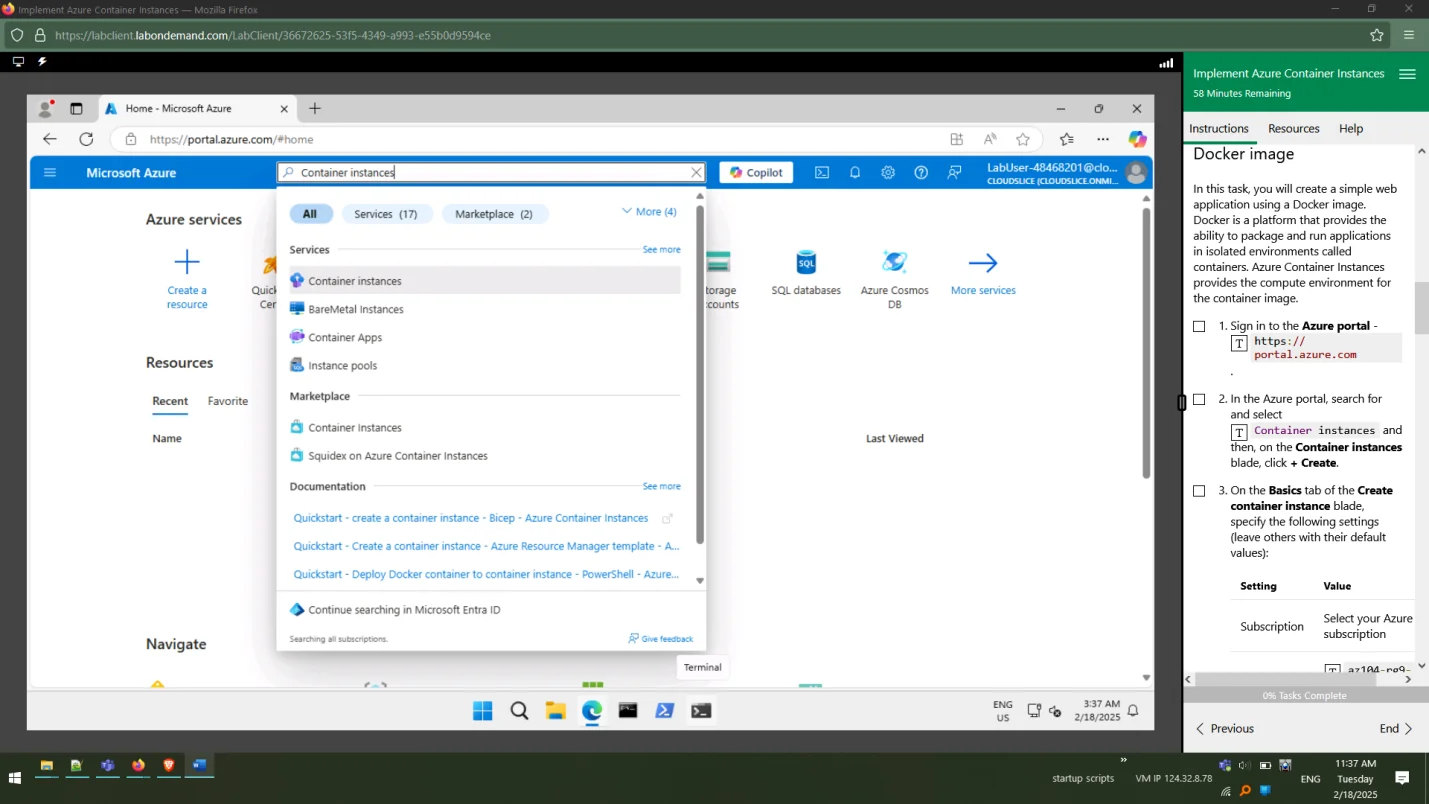 Implement Azure Container Instances — Mozilla Firefox
https://labclient.labondemand.com/LabClient/36672625-53f5-4349-a993-e55b0d9594ce
Home - Microsoft Azure
https://portal.azure.com/#home
Microsoft Azure
Container instances
Copilot
LabUser-48468201@clo...
CLOUDSLICE (CLOUDSLICE.ONMI...
Azure services
Create a
resource
Quick
Cen
All
Services (17)
Marketplace (2)
More (4)
Services
See more
Container instances
BareMetal Instances
Container Apps
Instance pools
Marketplace
Container Instances
Squidex on Azure Container Instances
Documentation
See more
Quickstart - create a container instance - Bicep - Azure Container Instances
Quickstart - Create a container instance - Azure Resource Manager template - A...
Quickstart - Deploy Docker container to container instance - PowerShell - Azure...
Continue searching in Microsoft Entra ID
Searching all subscriptions.
Give feedback
torage
counts
SQL
SQL databases
Azure Cosmos
DB
More services
Resources
Recent
Favorite
Name
Last Viewed
Navigate
Terminal
ENG
US
3:37 AM
2/18/2025
Implement Azure Container Instances
58 Minutes Remaining
Instructions
Resources
Help
Docker image
In this task, you will create a simple web
application using a Docker image.
Docker is a platform that provides the
ability to package and run applications
in isolated environments called
containers. Azure Container Instances
provides the compute environment for
the container image.
1. Sign in to the Azure portal -
T https://
portal.azure.com
.
2. In the Azure portal, search for
and select
T Container instances and
then, on the Container instances
blade, click + Create.
3. On the Basics tab of the Create
container instance blade,
specify the following settings
(leave others with their default
values):
Setting Value
Subscription
Select your Azure
subscription
T az104-rg9-
0% Tasks Complete
Previous
End
startup scripts
VM IP 124.32.8.78
ENG
11:37 AM
Tuesday
2/18/2025